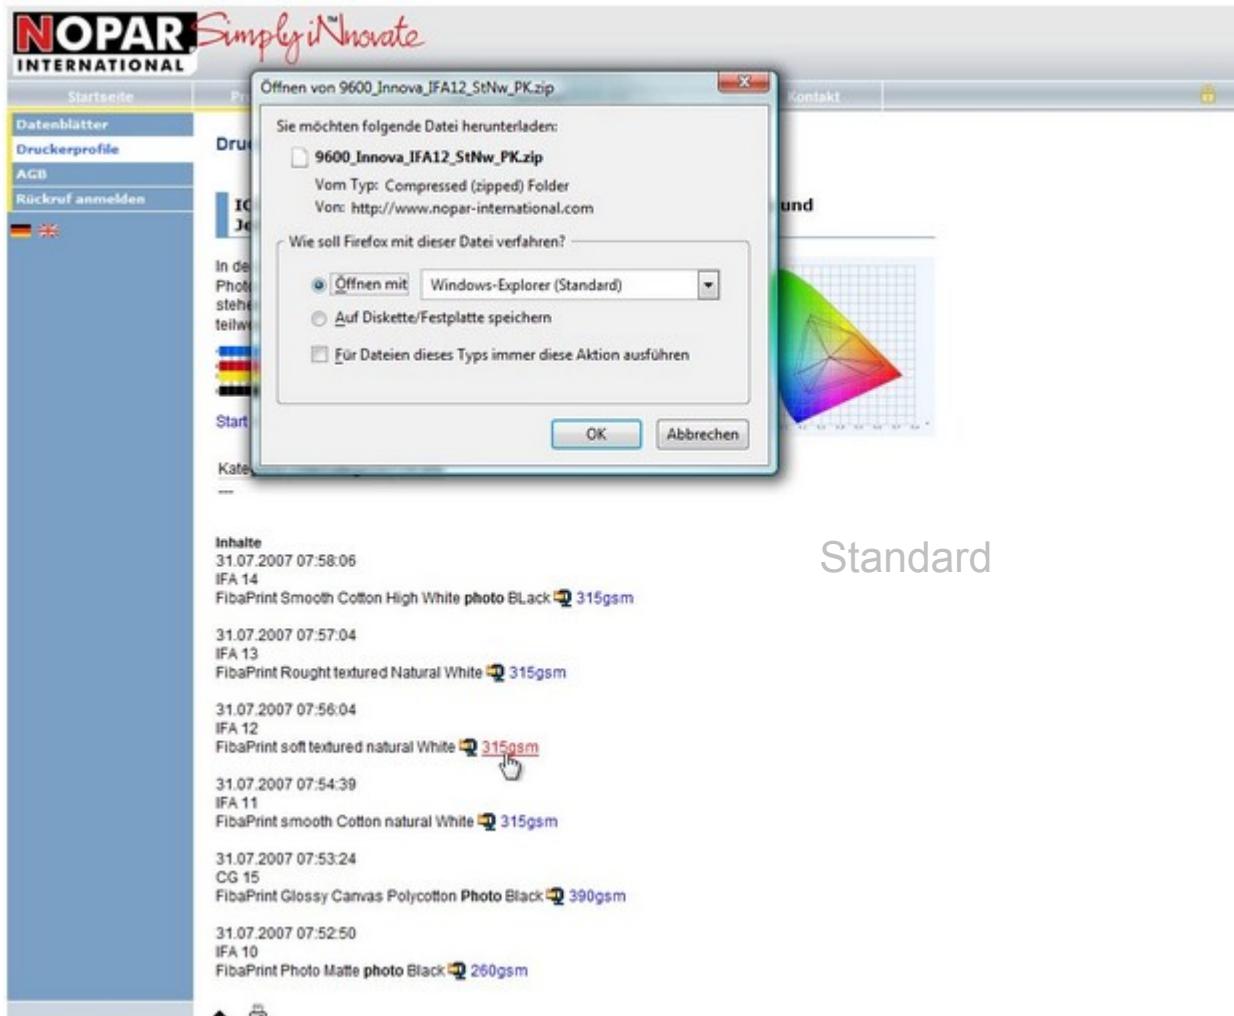 NOPAR
INTERNATIONAL
Simply iNnovate™
Startseite
Kontakt
Datenblätter
Druckerprofile
AGB
Rückruf anmelden
Öffnen von 9600_Innova_IFA12_StNw_PK.zip
Sie möchten folgende Datei herunterladen:
9600_Innova_IFA12_StNw_PK.zip
Vom Typ: Compressed (zipped) Folder
Von: http://www.nopar-international.com
Wie soll Firefox mit dieser Datei verfahren?
Öffnen mit Windows-Explorer (Standard)
Auf Diskette/Festplatte speichern
Für Dateien dieses Typs immer diese Aktion ausführen
OK Abbrechen
und
In
Start
---
Standard
Inhalte
31.07.2007 07:58:06
IFA 14
FibaPrint Smooth Cotton High White photo BLack 315gsm
31.07.2007 07:57:04
IFA 13
FibaPrint Rought textured Natural White 315gsm
31.07.2007 07:56:04
IFA 12
FibaPrint soft textured natural White 315gsm
31.07.2007 07:54:39
IFA 11
FibaPrint smooth Cotton natural White 315gsm
31.07.2007 07:53:24
CG 15
FibaPrint Glossy Canvas Polycotton Photo Black 390gsm
31.07.2007 07:52:50
IFA 10
FibaPrint Photo Matte photo Black 260gsm